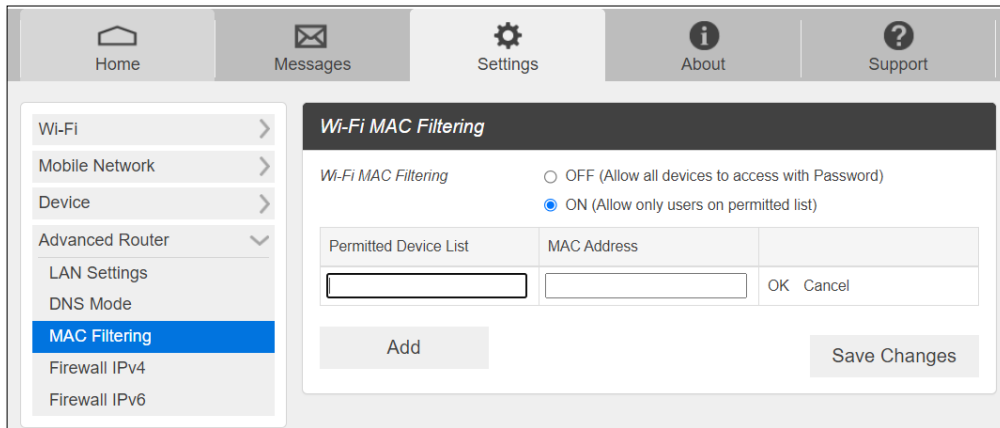 Home Messages Settings About Support
Wi-Fi
Mobile Network
Device
Advanced Router
LAN Settings
DNS Mode
MAC Filtering
Firewall IPv4
Firewall IPv6
Wi-Fi MAC Filtering
Wi-Fi MAC Filtering OFF (Allow all devices to access with Password)
ON (Allow only users on permitted list)
Permitted Device List MAC Address
OK Cancel
Add
Save Changes